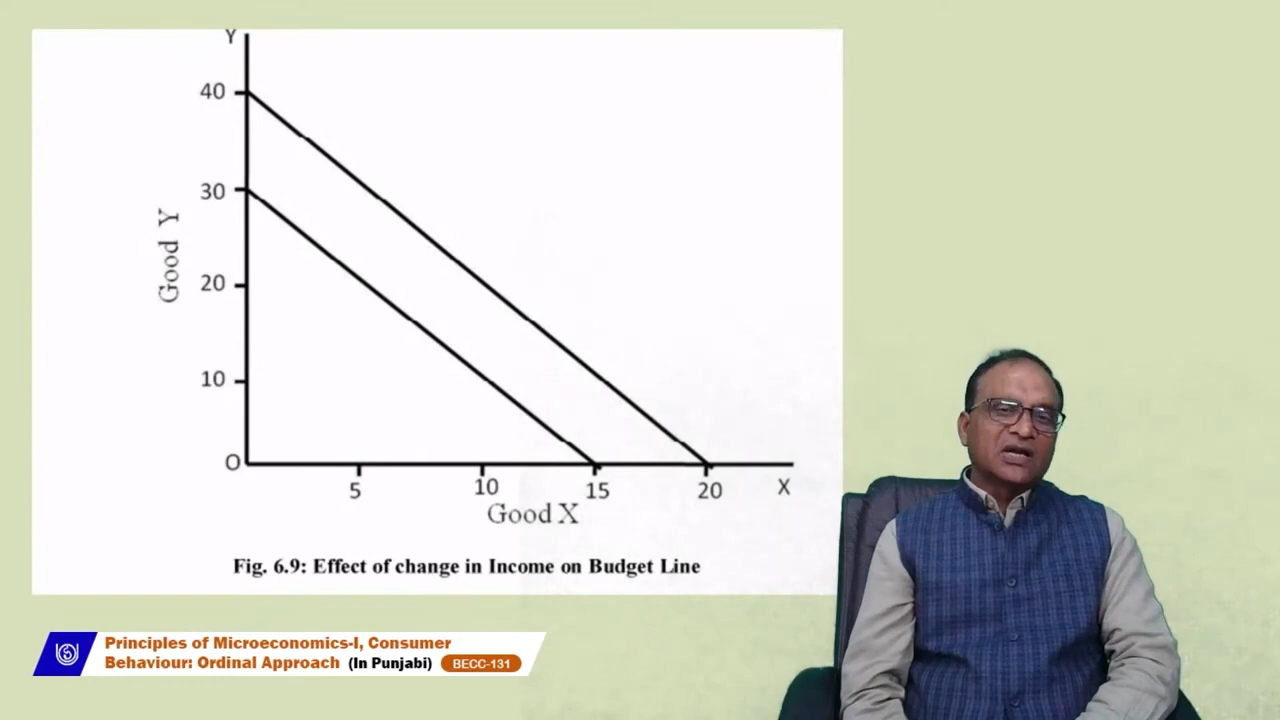 Y
40
30
20
10
O
Good Y
5
10
15
20
X
Good X
Fig. 6.9: Effect of change in Income on Budget Line
Principles of Microeconomics-I, Consumer
Behaviour: Ordinal Approach (In Punjabi) BECC-131